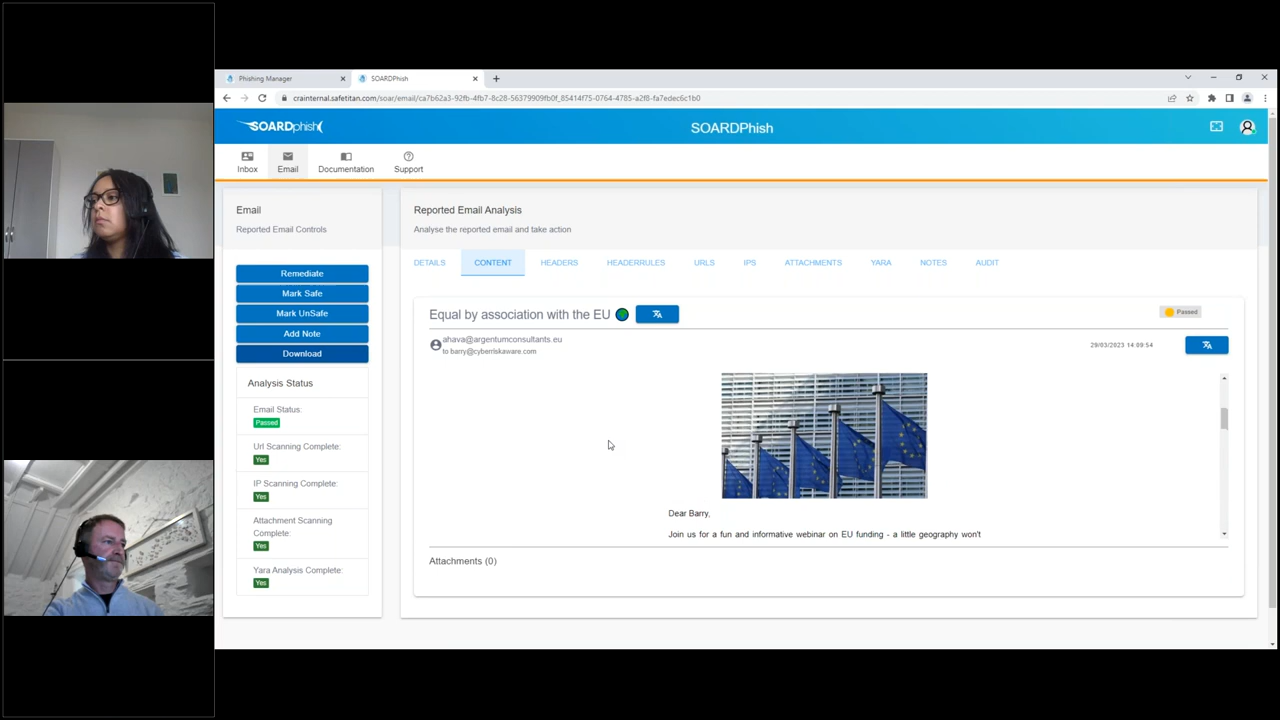 Phishing Manager
SOARDPhish
crainternal.safetitan.com/soar/email/ca7b62a3-92fb-4fb7-8c28-56379909fb0f_85414f75-0764-4785-a2f8-fa7edec6c1b0
SOARDphish
SOARDPhish
Inbox
Email
Documentation
Support
Email
Reported Email Controls
Remediate
Mark Safe
Mark UnSafe
Add Note
Download
Analysis Status
Email Status:
Passed
Url Scanning Complete:
Yes
IP Scanning Complete:
Yes
Attachment Scanning
Complete:
Yes
Yara Analysis Complete:
Yes
Reported Email Analysis
Analyse the reported email and take action
DETAILS CONTENT HEADERS HEADERRULES URLS IPS ATTACHMENTS YARA NOTES AUDIT
Equal by association with the EU
Passed
ahava@argentumconsultants.eu
to barry@cyberriskaware.com
29/03/2023 14:09:54
Dear Barry,
Join us for a fun and informative webinar on EU funding - a little geography won't
Attachments (0)